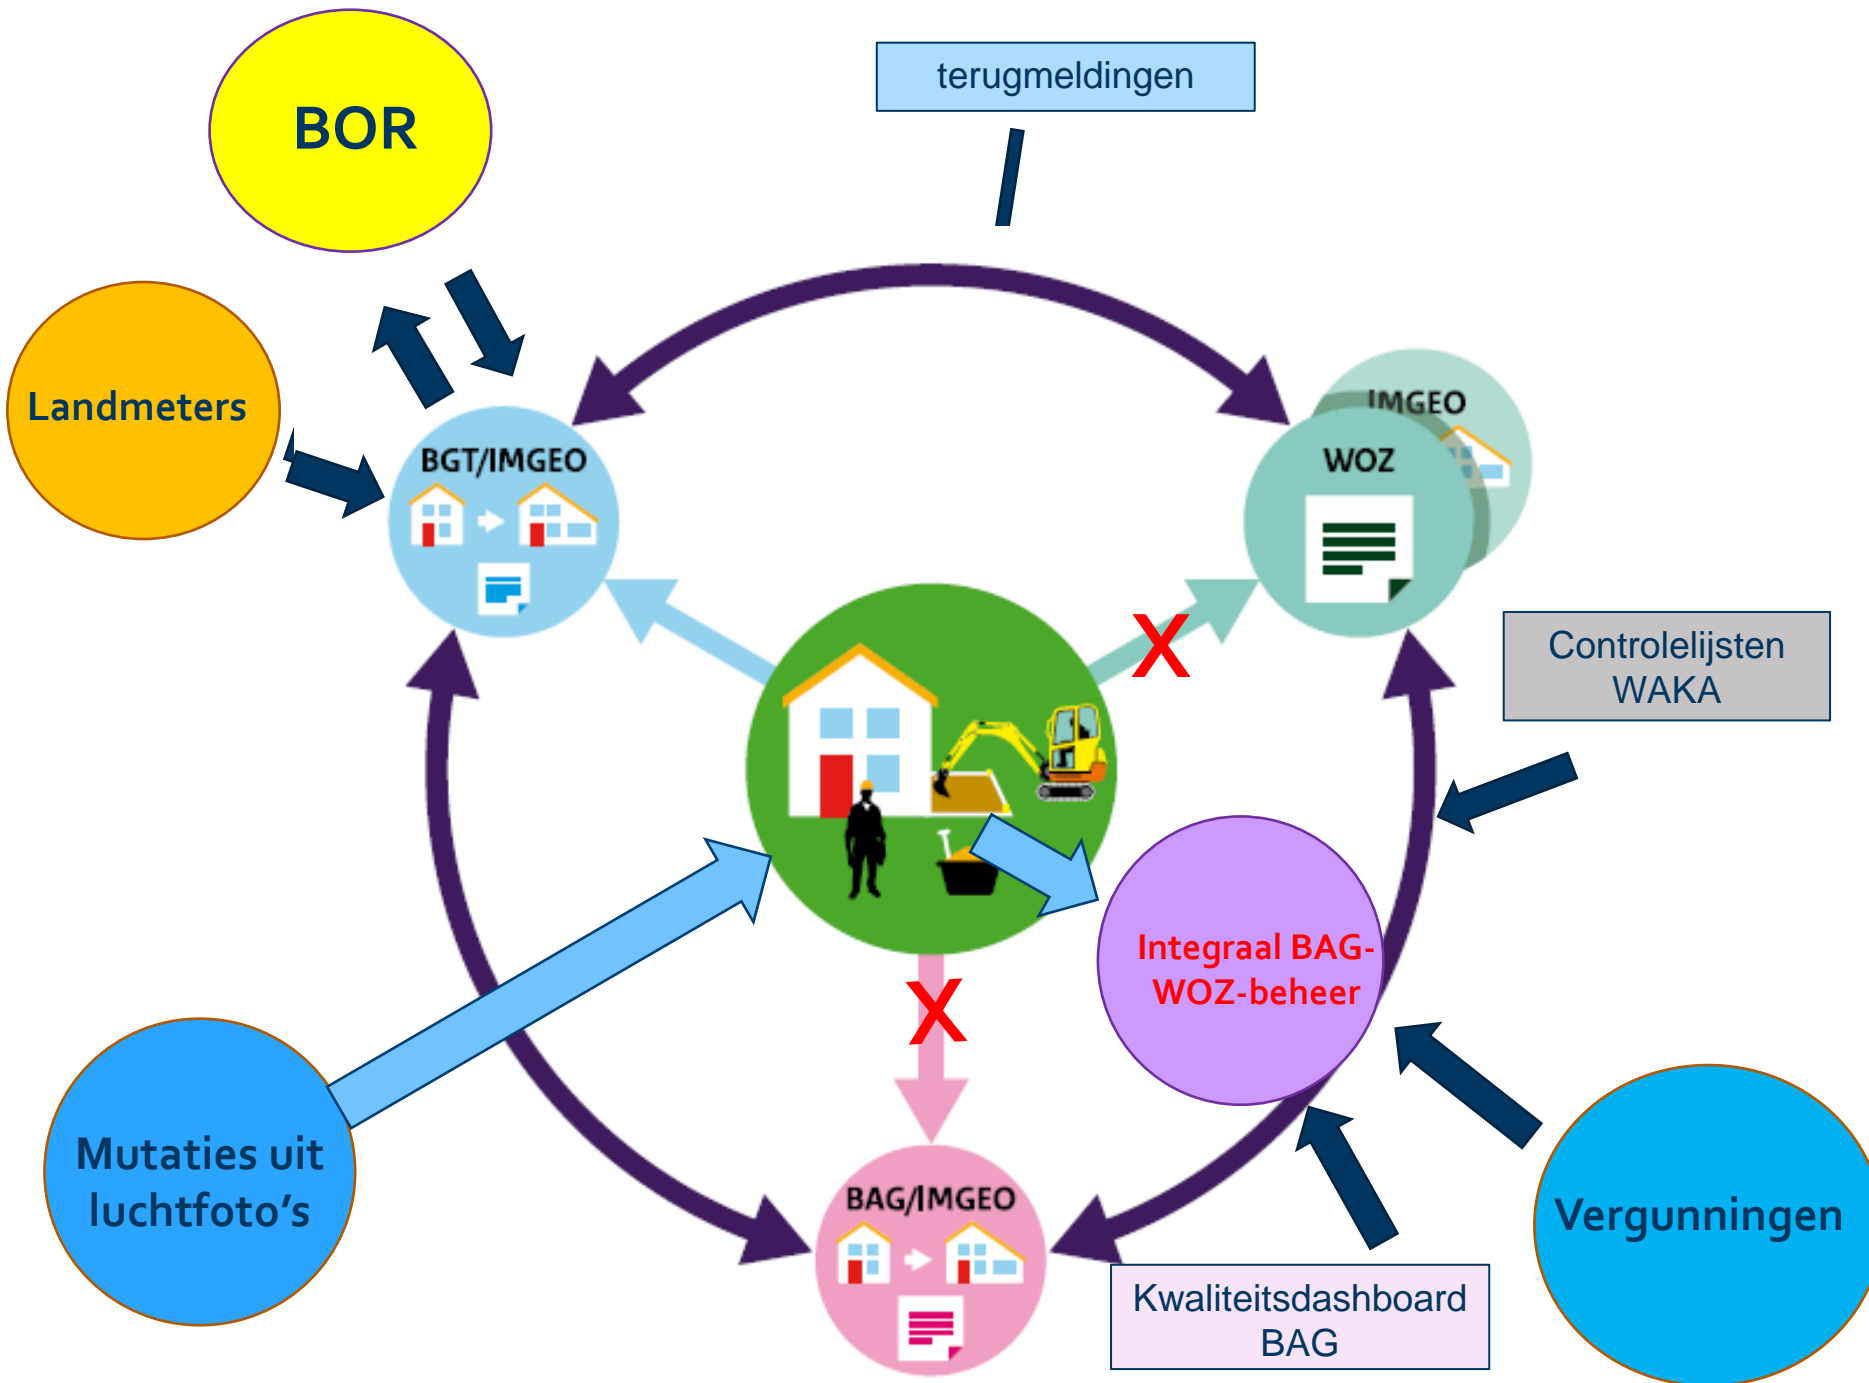 terugmeldingen
BOR
Landmeters
BGT/IMGEO
IMGEO
WOZ
X
Controlelijsten
WAKA
Integraal BAG-
WOZ-beheer
X
Mutaties uit
luchtfoto's
BAG/IMGEO
Vergunningen
Kwaliteitsdashboard
BAG